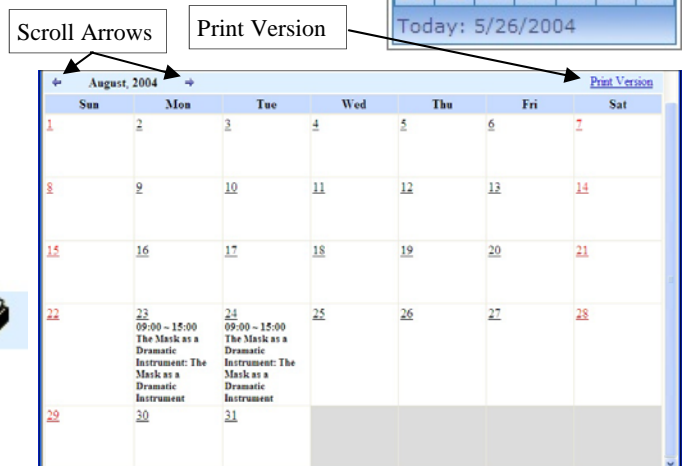 Today: 5/26/2004
Scroll Arrows
Print Version
August, 2004
Print Version
Sun Mon Tue Wed Thu Fri Sat
1 2 3 4 5 6 7
8 9 10 11 12 13 14
15 16 17 18 19 20 21
22 23 24 25 26 27 28
09:00 ~ 15:00 09:00 ~ 15:00
The Mask as a The Mask as a
Dramatic Dramatic
Instrument: The Instrument: The
Mask as a Mask as a
Dramatic Dramatic
Instrument Instrument
29 30 31